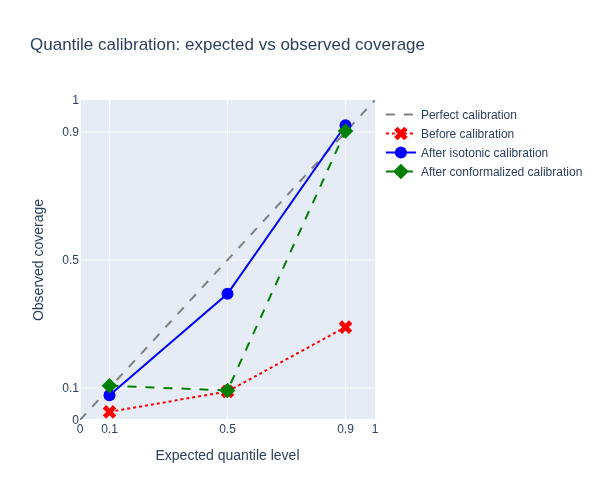 Quantile calibration: expected vs observed coverage
Perfect calibration
Before calibration
After isotonic calibration
After conformalized calibration
Observed coverage
1
0.9
0.5
0.1
0
0 0.1 0.5 0.9 1
Expected quantile level